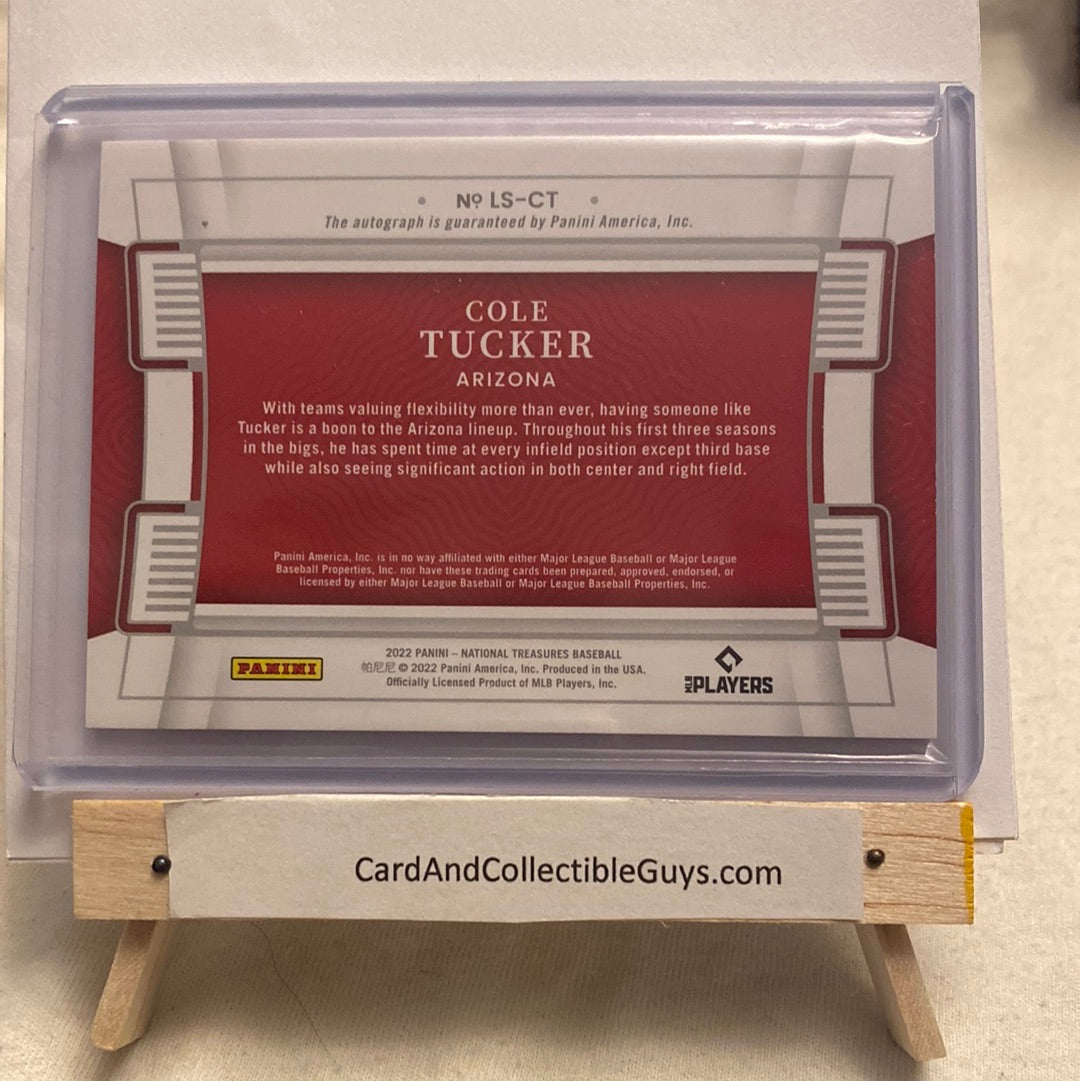 • № LS-CT •
The autograph is guaranteed by Panini America, Inc.
COLE
TUCKER
ARIZONA
With teams valuing flexibility more than ever, having someone like
Tucker is a boon to the Arizona lineup. Throughout his first three seasons
in the bigs, he has spent time at every infield position except third base
while also seeing significant action in both center and right field.
Panini America, Inc. is in no way affiliated with either Major League Baseball or Major League
Baseball Properties, Inc. nor have these trading cards been prepared, approved, endorsed, or
licensed by either Major League Baseball or Major League Baseball Properties, Inc.
PANINI
2022 PANINI – NATIONAL TREASURES BASEBALL
帕尼尼 © 2022 Panini America, Inc. Produced in the USA.
Officially Licensed Product of MLB Players, Inc.
MLB PLAYERS
CardAndCollectibleGuys.com